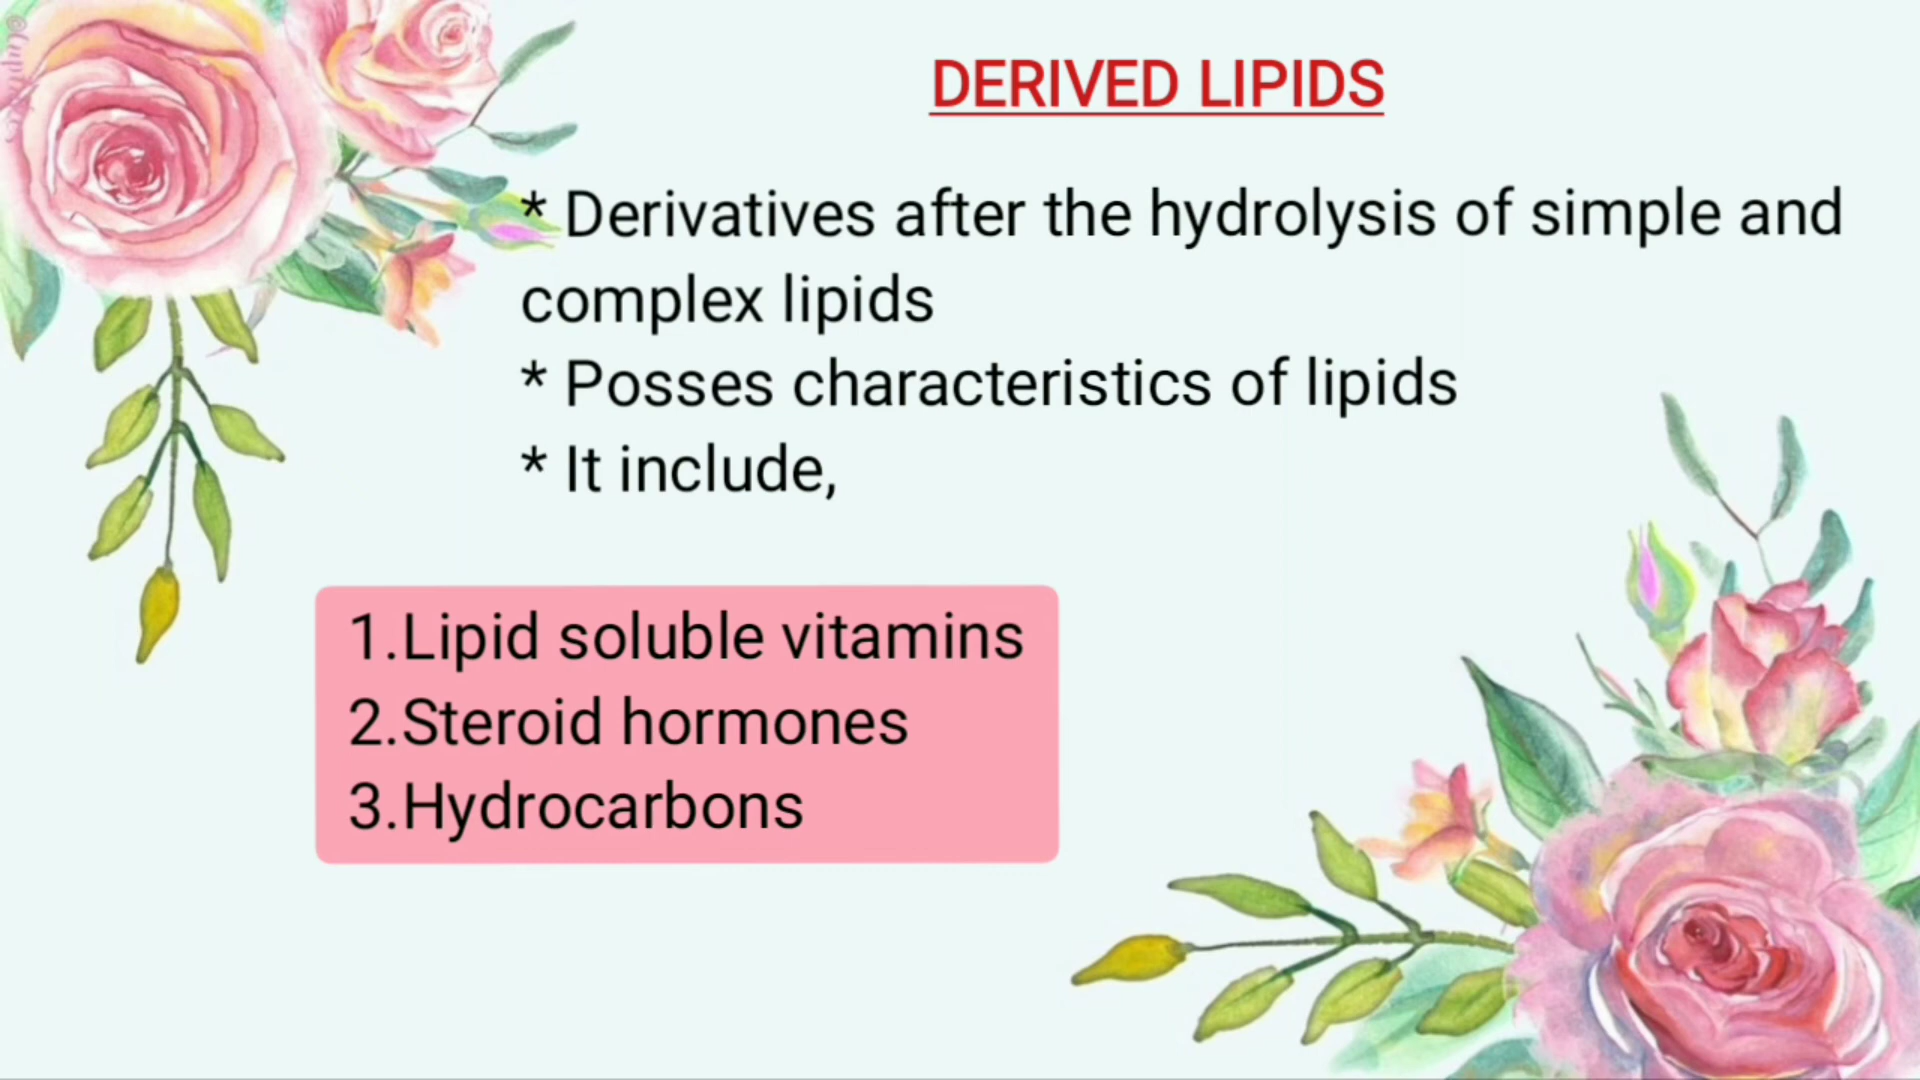 DERIVED LIPIDS
* Derivatives after the hydrolysis of simple and
complex lipids
* Posses characteristics of lipids
* It include,
1.Lipid soluble vitamins
2.Steroid hormones
3.Hydrocarbons